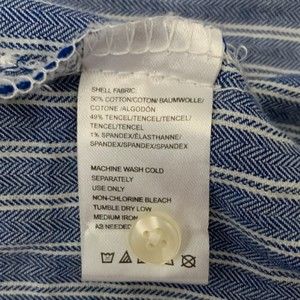 SHELL FABRIC:
50% COTTON/COTON/ BAUMWOLLE/
COTONE /ALGODÓN
49% TENCEL/TENCEL/TENCEL/
TENCEL/TENCEL
1% SPANDEX/ÉLASTHANNE/
SPANDEX/SPANDEX/SPANDEX
MACHINE WASH COLD
SEPARATELY
USE ONLY
NON-CHLORINE BLEACH
TUMBLE DRY LOW
MEDIUM IRON
AS NEEDED